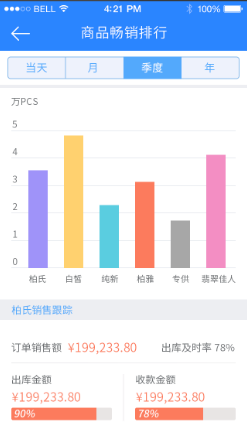 BELL 4:21 PM 100%
商品畅销排行
当天 月 季度 年
万PCS
5
4
3
2
1
0
柏氏 白皙 纯新 柏雅 专供 翡翠佳人
柏氏销售跟踪
订单销售额 ¥199,233.80 出库及时率 78%
出库金额 收款金额
¥199,233.80 ¥199,233.80
90% 78%